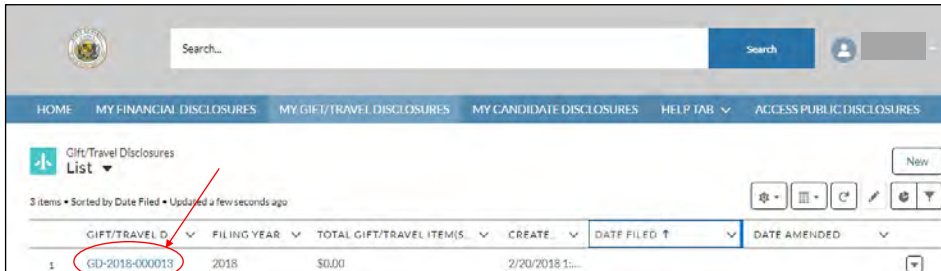 Search...
Search
HOME MY FINANCIAL DISCLOSURES MY GIFT/TRAVEL DISCLOSURES MY CANDIDATE DISCLOSURES HELP TAB ACCESS PUBLIC DISCLOSURES
Gift/Travel Disclosures
List
New
3 items • Sorted by Date Filed • Updated a few seconds ago
GIFT/TRAVEL D... FILING YEAR TOTAL GIFT/TRAVEL ITEM(S... CREATE... DATE FILED ↑ DATE AMENDED
1 GD-2018-000013 2018 $0.00 2/20/2018 1:...